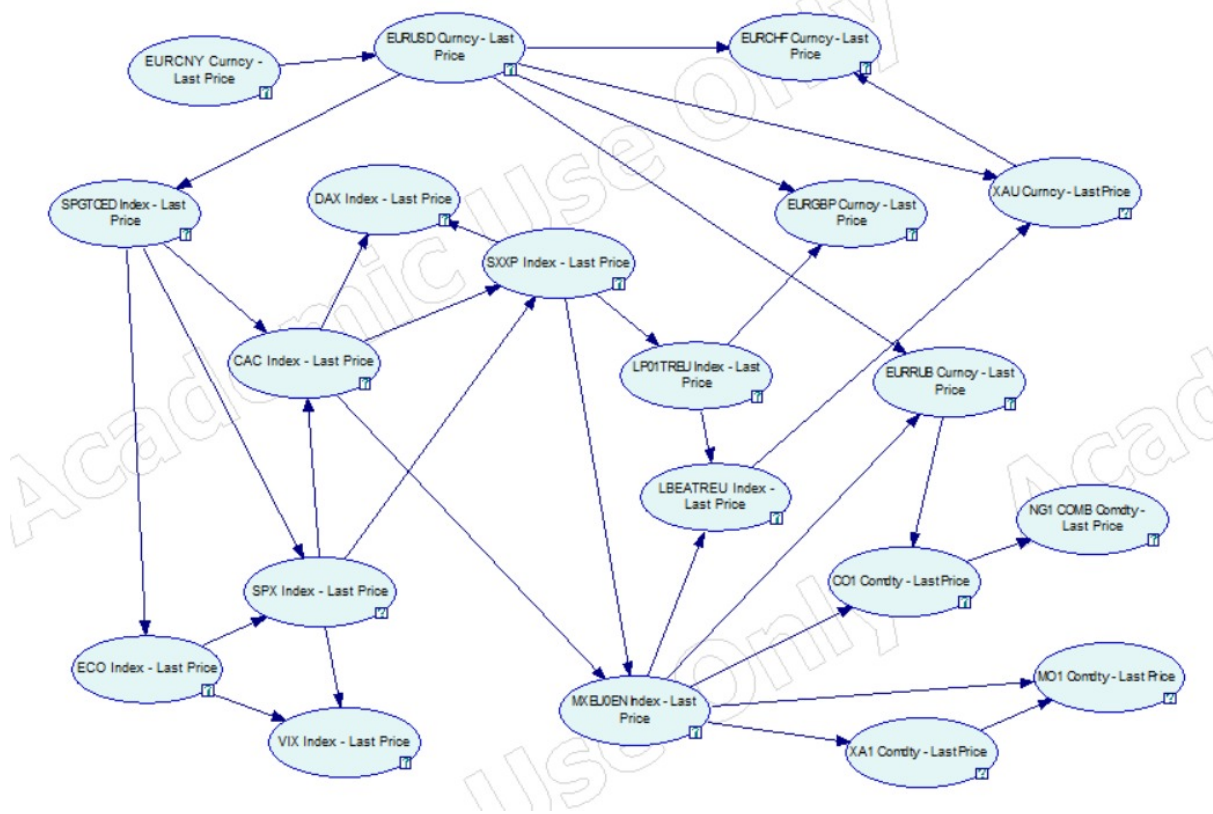 EURCNY Curncy -
Last Price
EURUSD Curncy - Last
Price
EURCHF Curncy - Last
Price
SPGTCED Index - Last
Price
DAX Index - Last Price
SXXP Index - Last Price
EURGBP Curncy - Last
Price
XAU Curncy - Last Price
CAC Index - Last Price
LP01TREU Index - Last
Price
EURRUB Curncy - Last
Price
LBEATREU Index -
Last Price
NG1 COMB Comdty -
Last Price
SPX Index - Last Price
CO1 Comdty - Last Price
ECO Index - Last Price
MXEU0EN Index - Last
Price
MO1 Comdty - Last Price
VIX Index - Last Price
XA1 Comdty - Last Price
Academic Use Only
Academic
Use Only